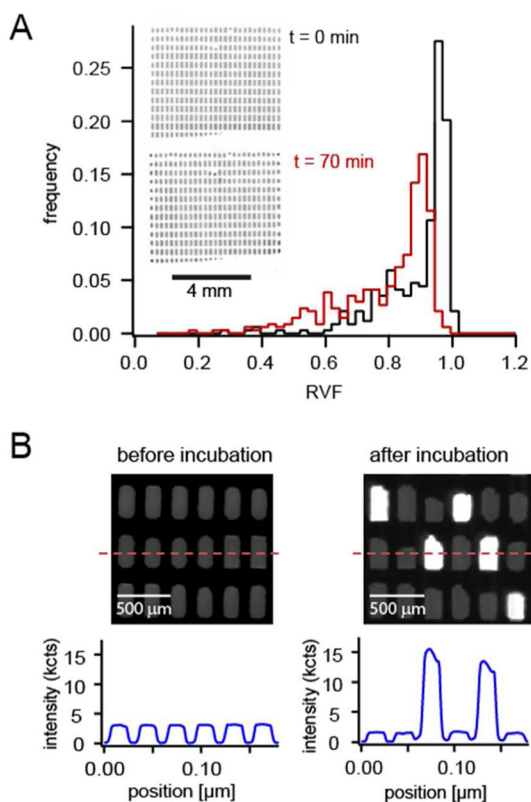 A
t = 0 min
t = 70 min
4 mm
frequency
0.25
0.20
0.15
0.10
0.05
0.00
0.0 0.2 0.4 0.6 0.8 1.0 1.2
RVF
B
before incubation
after incubation
500 µm
500 µm
intensity (kcts)
15
10
5
0
0.00 0.10
position [µm]
intensity (kcts)
15
10
5
0
0.00 0.10
position [µm]